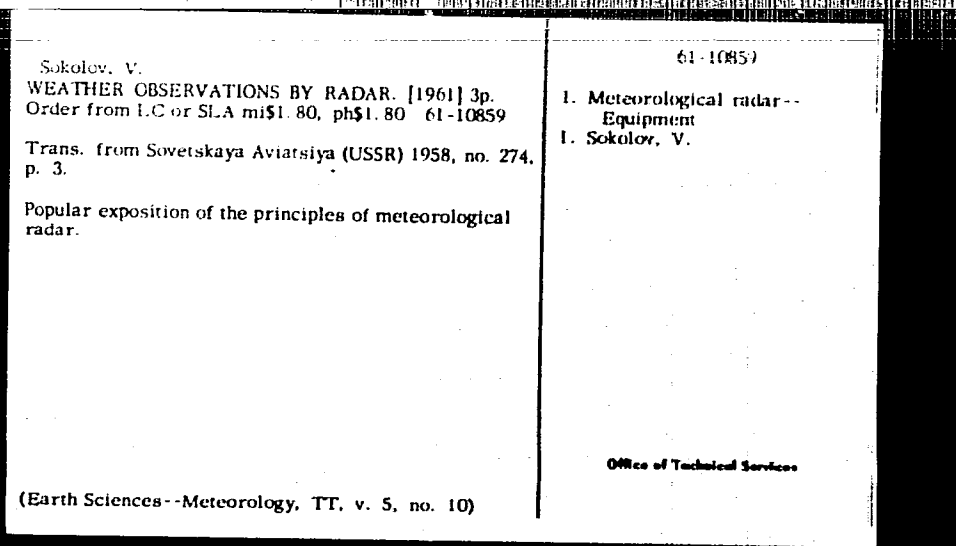 Sokolov, V.
WEATHER OBSERVATIONS BY RADAR. [1961] 3p.
Order from LC or SLA mi$1.80, ph$1.80 61-10859
Trans. from Sovetskaya Aviatsiya (USSR) 1958, no. 274,
p. 3.
Popular exposition of the principles of meteorological
radar.
(Earth Sciences--Meteorology, TT, v. 5, no. 10)
61-10859
1. Meteorological radar--
Equipment
I. Sokolov, V.
Office of Technical Services